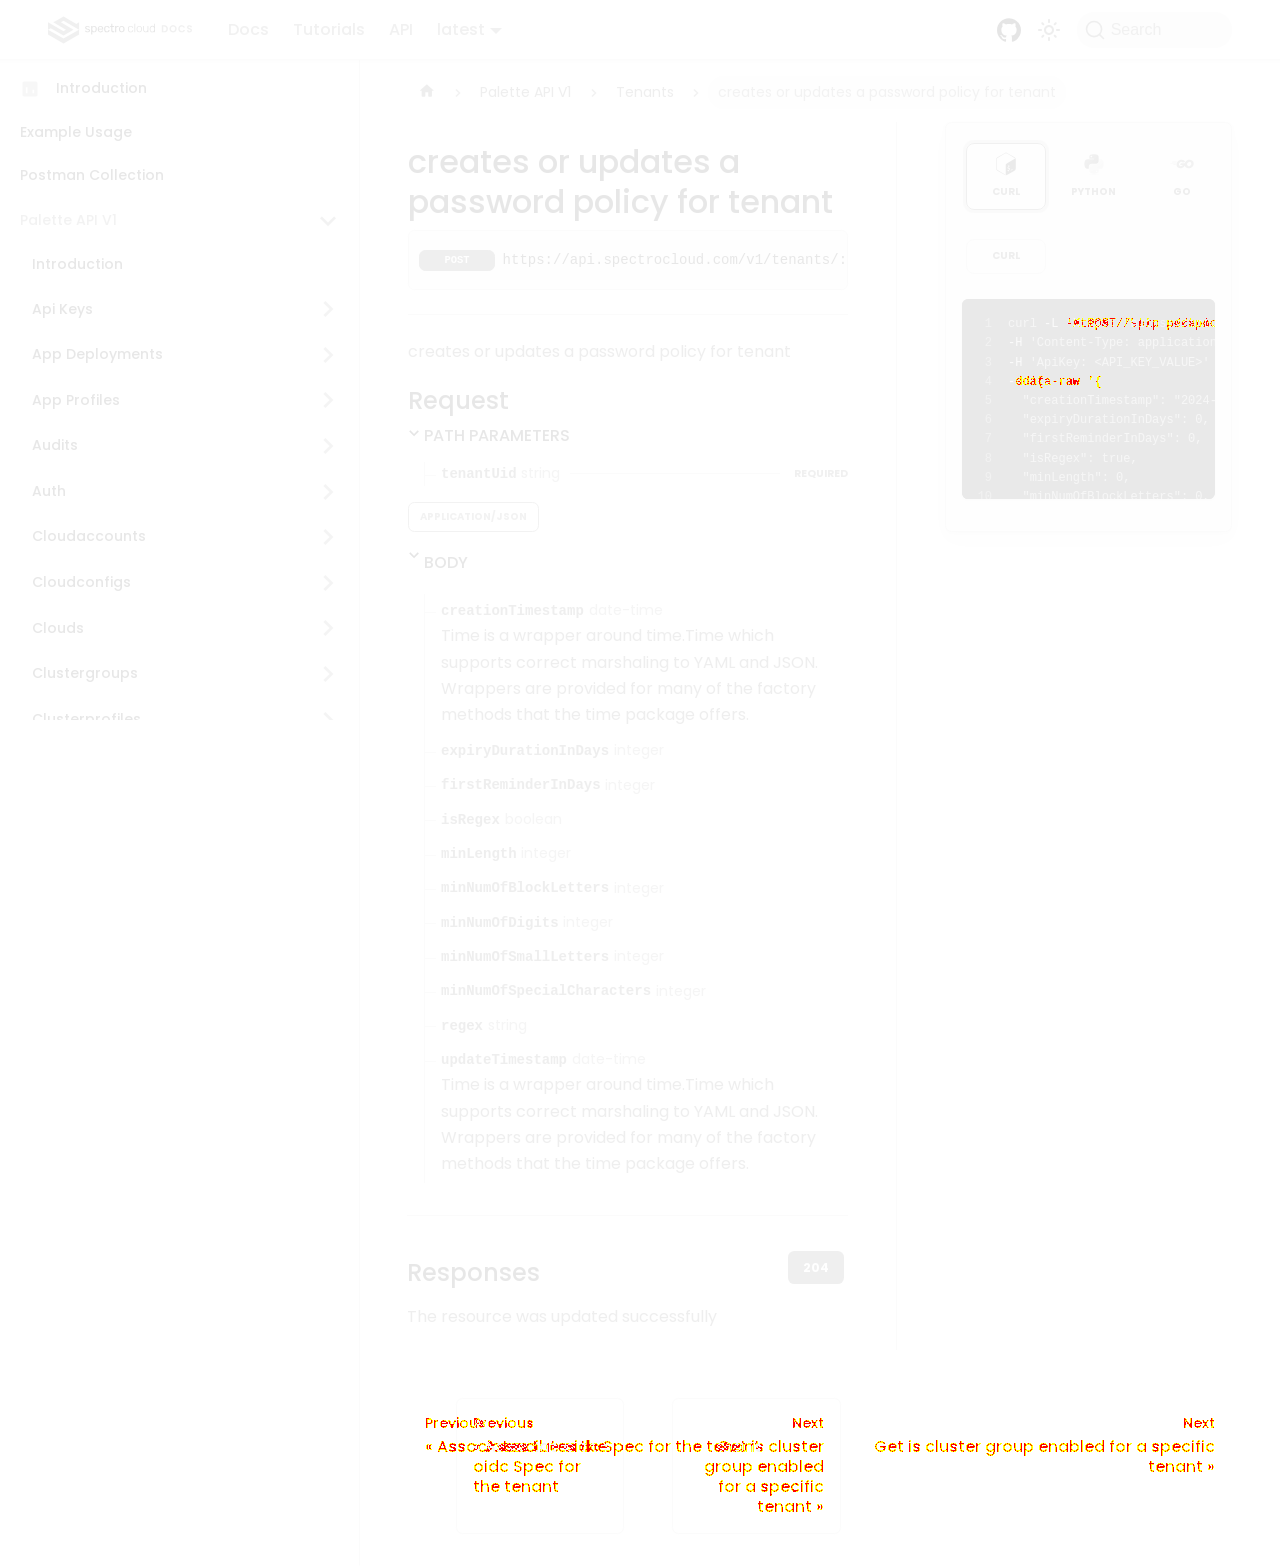 spectro cloud DOCS
Docs
Tutorials
API
latest
Search
Introduction
Example Usage
Postman Collection
Palette API V1
Introduction
Api Keys
App Deployments
App Profiles
Audits
Auth
Cloudaccounts
Cloudconfigs
Clouds
Clustergroups
Clusterprofiles
Palette API V1
Tenants
creates or updates a password policy for tenant
creates or updates a
password policy for tenant
POST https://api.spectrocloud.com/v1/tenants/:
creates or updates a password policy for tenant
Request
PATH PARAMETERS
tenantUid string REQUIRED
APPLICATION/JSON
BODY
creationTimestamp date-time
Time is a wrapper around time.Time which
supports correct marshaling to YAML and JSON.
Wrappers are provided for many of the factory
methods that the time package offers.
expiryDurationInDays integer
firstReminderInDays integer
isRegex boolean
minLength integer
minNumOfBlockLetters integer
minNumOfDigits integer
minNumOfSmallLetters integer
minNumOfSpecialCharacters integer
regex string
updateTimestamp date-time
Time is a wrapper around time.Time which
supports correct marshaling to YAML and JSON.
Wrappers are provided for many of the factory
methods that the time package offers.
Responses
204
The resource was updated successfully
CURL
PYTHON
GO
CURL
1 curl -L
2 -H 'Content-Type: application
3 -H 'ApiKey: <API_KEY_VALUE>'
4 data-raw '{
5 "creationTimestamp": "2024-
6 "expiryDurationInDays": 0,
7 "firstReminderInDays": 0,
8 "isRegex": true,
9 "minLength": 0,
10 "minNumOfBlockLetters": 0
Previous
Previous
Next
Next
Spec for the
cluster
Get is cluster group enabled for a specific
tenant »
oidc Spec for
the tenant
group enabled
for a specific
tenant »